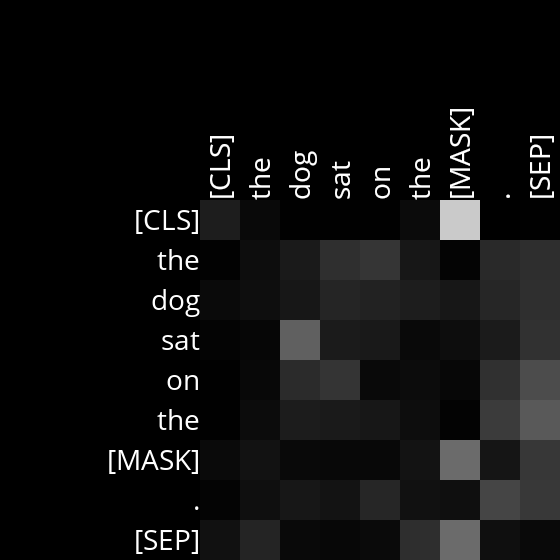 [CLS] the dog sat on the [MASK] . [SEP]
[CLS]
the
dog
sat
on
the
[MASK]
.
[SEP]